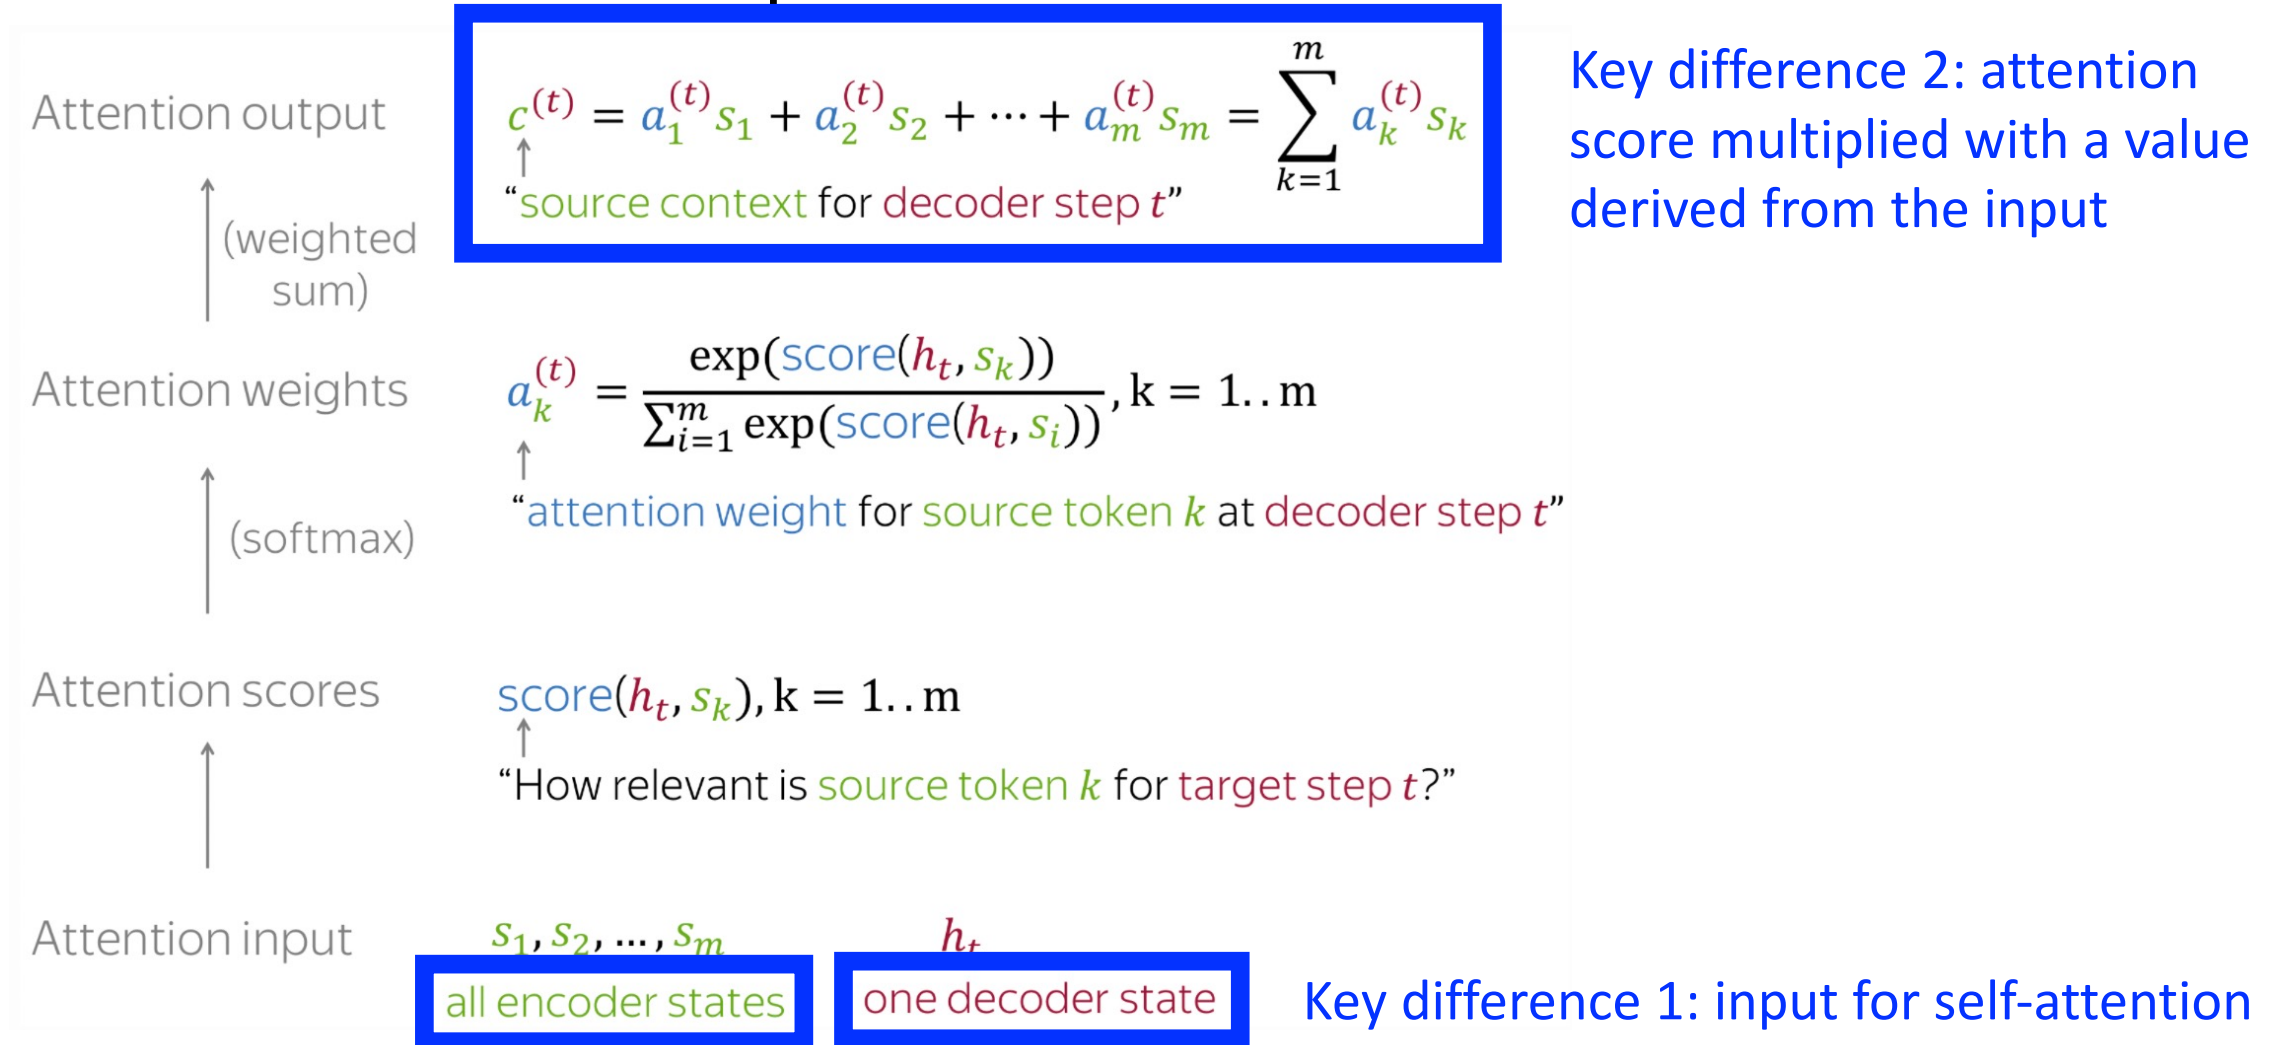 Attention output
c^{(t)} = a_1^{(t)} s_1 + a_2^{(t)} s_2 + ⋯ + a_m^{(t)} s_m = \sum_{k=1}^{m} a_k^{(t)} s_k
“source context for decoder step t”
Key difference 2: attention
score multiplied with a value
derived from the input
(weighted
sum)
Attention weights
a_k^{(t)} = \frac{exp(score(h_t, s_k))}{\sum_{i=1}^{m} exp(score(h_t, s_i))}, k = 1..m
“attention weight for source token k at decoder step t”
(softmax)
Attention scores
score(h_t, s_k), k = 1..m
“How relevant is source token k for target step t?”
Attention input
s_1, s_2, …, s_m
h_t
all encoder states
one decoder state
Key difference 1: input for self-attention